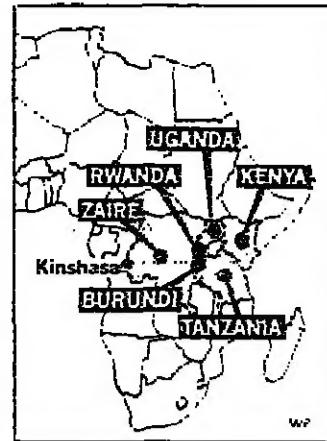 UGANDA
RWANDA
KENYA
ZAIRE
Kinshasa
BURUNDI
TANZANIA